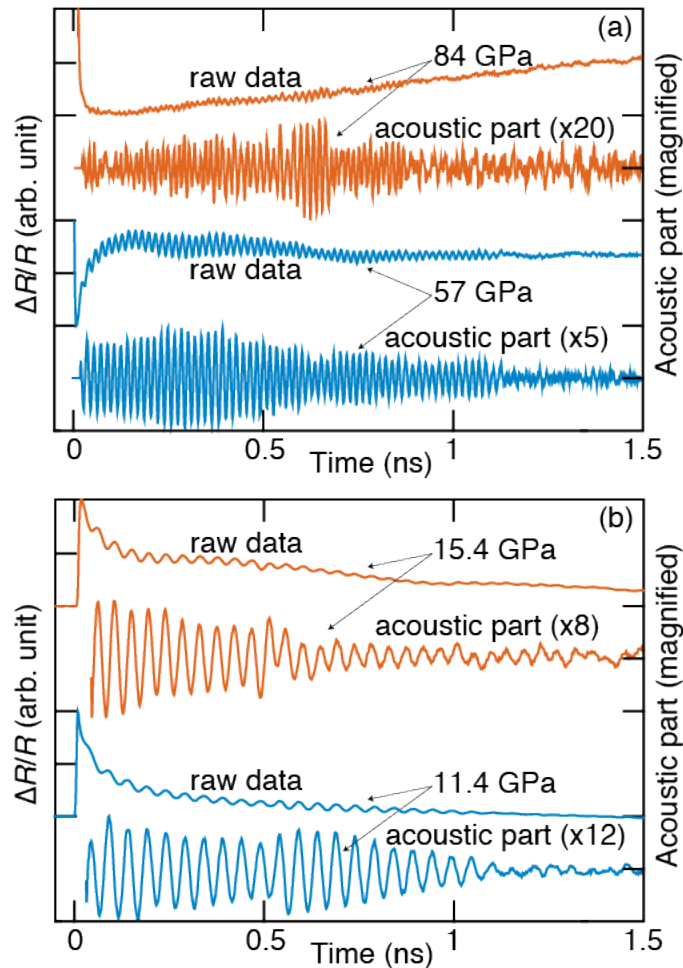 (a)
84 GPa
raw data
acoustic part (x20)
raw data
57 GPa
acoustic part (x5)
ΔR/R (arb. unit)
Acoustic part (magnified)
0
0.5
1
1.5
Time (ns)
(b)
raw data
15.4 GPa
acoustic part (x8)
raw data
11.4 GPa
acoustic part (x12)
ΔR/R (arb. unit)
Acoustic part (magnified)
0
0.5
1
1.5
Time (ns)